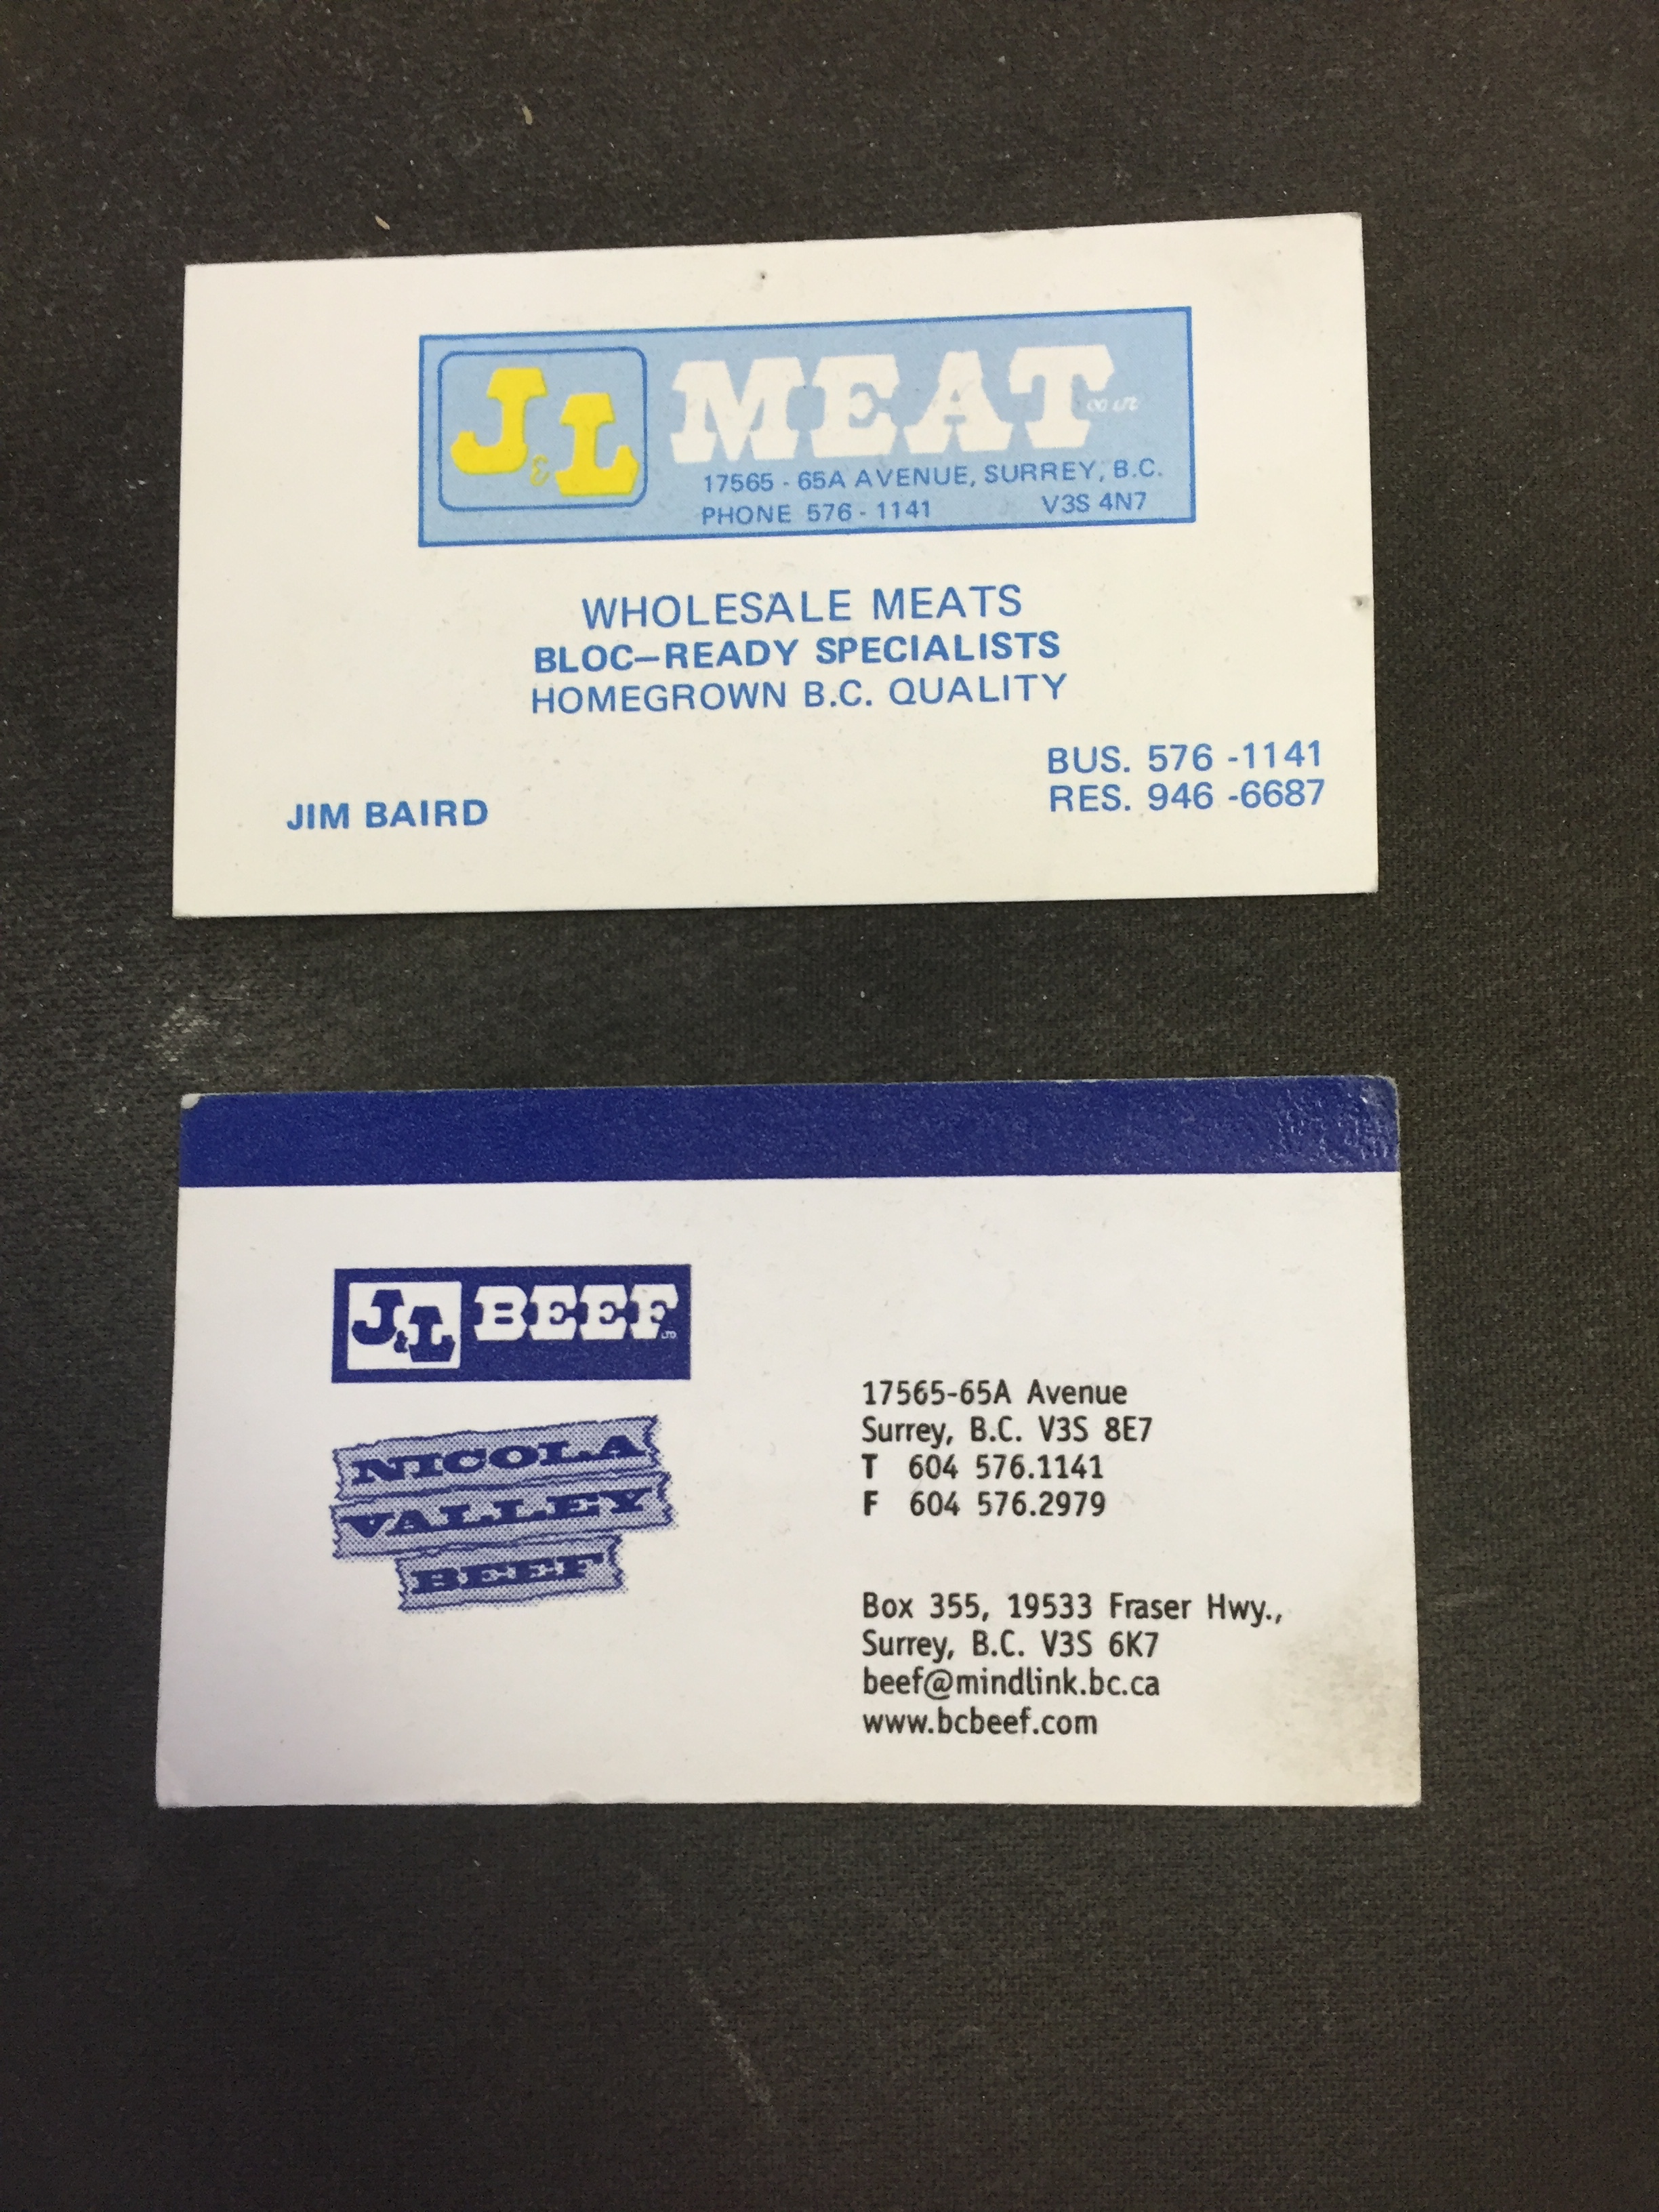 J & L MEAT CO LTD
17565 - 65A AVENUE, SURREY, B.C.
PHONE 576 - 1141 V3S 4N7
WHOLESALE MEATS
BLOC—READY SPECIALISTS
HOMEGROWN B.C. QUALITY
BUS. 576 -1141
RES. 946 -6687
JIM BAIRD
J & L BEEF LTD
NICOLA
VALLEY
BEEF
17565-65A Avenue
Surrey, B.C. V3S 8E7
T 604 576.1141
F 604 576.2979
Box 355, 19533 Fraser Hwy.,
Surrey, B.C. V3S 6K7
beef@mindlink.bc.ca
www.bcbeef.com